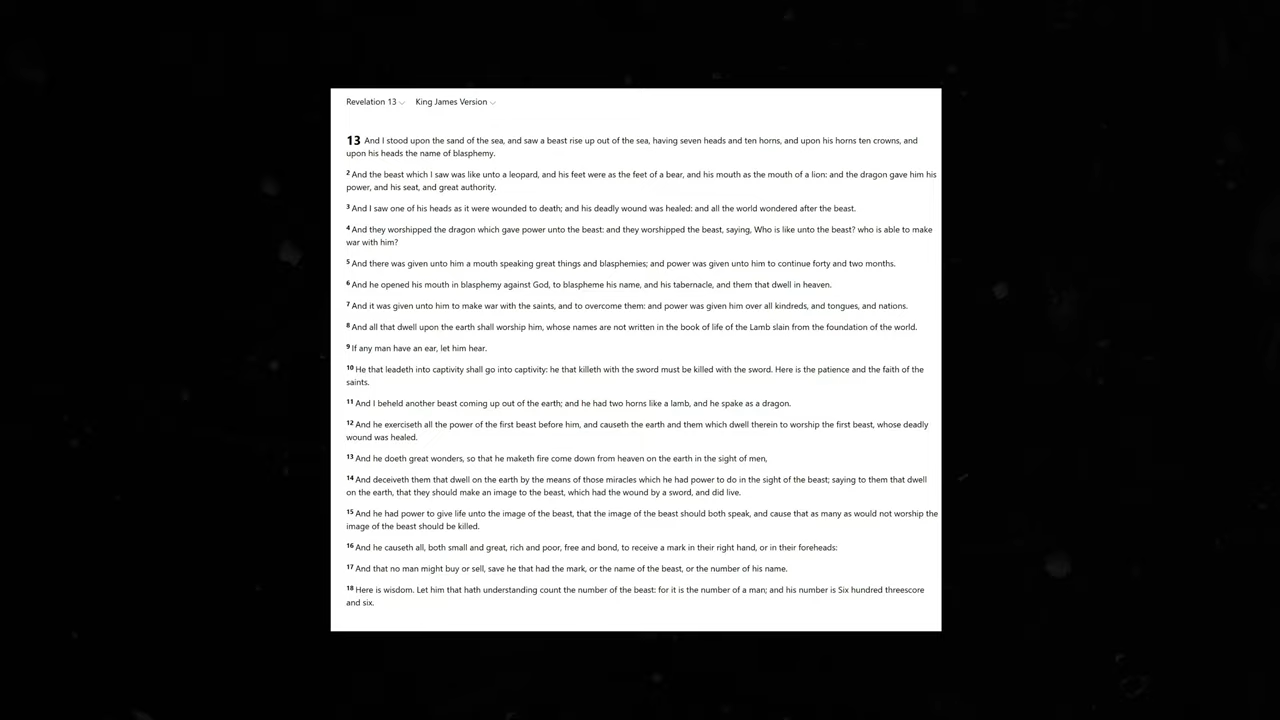 Revelation 13 King James Version
13 And I stood upon the sand of the sea, and saw a beast rise up out of the sea, having seven heads and ten horns, and upon his horns ten crowns, and
upon his heads the name of blasphemy.
2 And the beast which I saw was like unto a leopard, and his feet were as the feet of a bear, and his mouth as the mouth of a lion: and the dragon gave him his
power, and his seat, and great authority.
3 And I saw one of his heads as it were wounded to death; and his deadly wound was healed: and all the world wondered after the beast.
4 And they worshipped the dragon which gave power unto the beast: and they worshipped the beast, saying, Who is like unto the beast? who is able to make
war with him?
5 And there was given unto him a mouth speaking great things and blasphemies; and power was given unto him to continue forty and two months.
6 And he opened his mouth in blasphemy against God, to blaspheme his name, and his tabernacle, and them that dwell in heaven.
7 And it was given unto him to make war with the saints, and to overcome them: and power was given him over all kindreds, and tongues, and nations.
8 And all that dwell upon the earth shall worship him, whose names are not written in the book of life of the Lamb slain from the foundation of the world.
9 If any man have an ear, let him hear.
10 He that leadeth into captivity shall go into captivity: he that killeth with the sword must be killed with the sword. Here is the patience and the faith of the
saints.
11 And I beheld another beast coming up out of the earth; and he had two horns like a lamb, and he spake as a dragon.
12 And he exerciseth all the power of the first beast before him, and causeth the earth and them which dwell therein to worship the first beast, whose deadly
wound was healed.
13 And he doeth great wonders, so that he maketh fire come down from heaven on the earth in the sight of men,
14 And deceiveth them that dwell on the earth by the means of those miracles which he had power to do in the sight of the beast; saying to them that dwell
on the earth, that they should make an image to the beast, which had the wound by a sword, and did live.
15 And he had power to give life unto the image of the beast, that the image of the beast should both speak, and cause that as many as would not worship the
image of the beast should be killed.
16 And he causeth all, both small and great, rich and poor, free and bond, to receive a mark in their right hand, or in their foreheads:
17 And that no man might buy or sell, save he that had the mark, or the name of the beast, or the number of his name.
18 Here is wisdom. Let him that hath understanding count the number of the beast: for it is the number of a man; and his number is Six hundred threescore
and six.